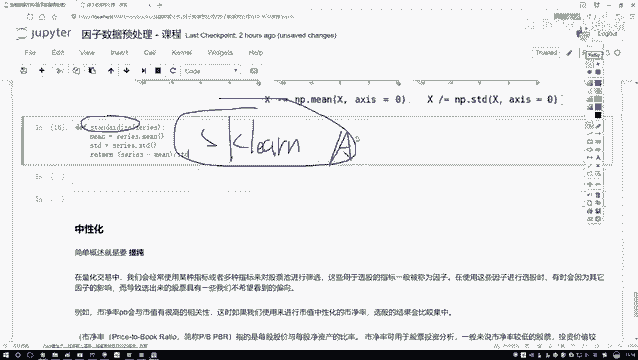 jupyter 因子数据预处理 - 课程 Last Checkpoint: 2 hours ago (unsaved changes)
Logout
File Edit View Insert Cell Kernel Widgets Help
Trusted
Code
X -= np.mean(X, axis = 0) X /= np.std(X, axis = 0)
standardize(series):
mean = series.mean()
std = series.std()
return (series - mean)/std
sklearn A
中性化
简单概述就是要 提纯
在量化交易中，我们会经常使用某种指标或者多种指标来对股票池进行筛选，这些用于选股的指标一般被称为因子。在使用这些因子进行选股时，有时会因为其它
因子的影响，而导致选出来的股票具有一些我们不希望看到的偏向。
例如，市净率pb会与市值有很高的相关性，这时如果我们使用未进行市值中性化的市净率，选股的结果会比较集中。
（市净率（Price-to-Book Ratio，简称P/B PBR）指的是每股股价与每股净资产的比率。 市净率可用于股票投资分析，一般来说市净率较低的股票，投资价值较